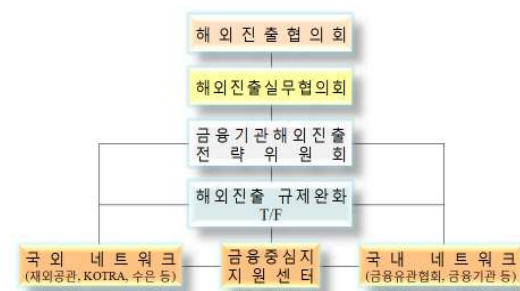 해외진출협의회
해외진출실무협의회
금융기관해외진출
전략위원회
해외진출 규제완화
T/F
국외 네트워크
(재외공관, KOTRA, 수은 등)
금융중심지
지원센터
국내 네트워크
(금융유관협회, 금융기관 등)